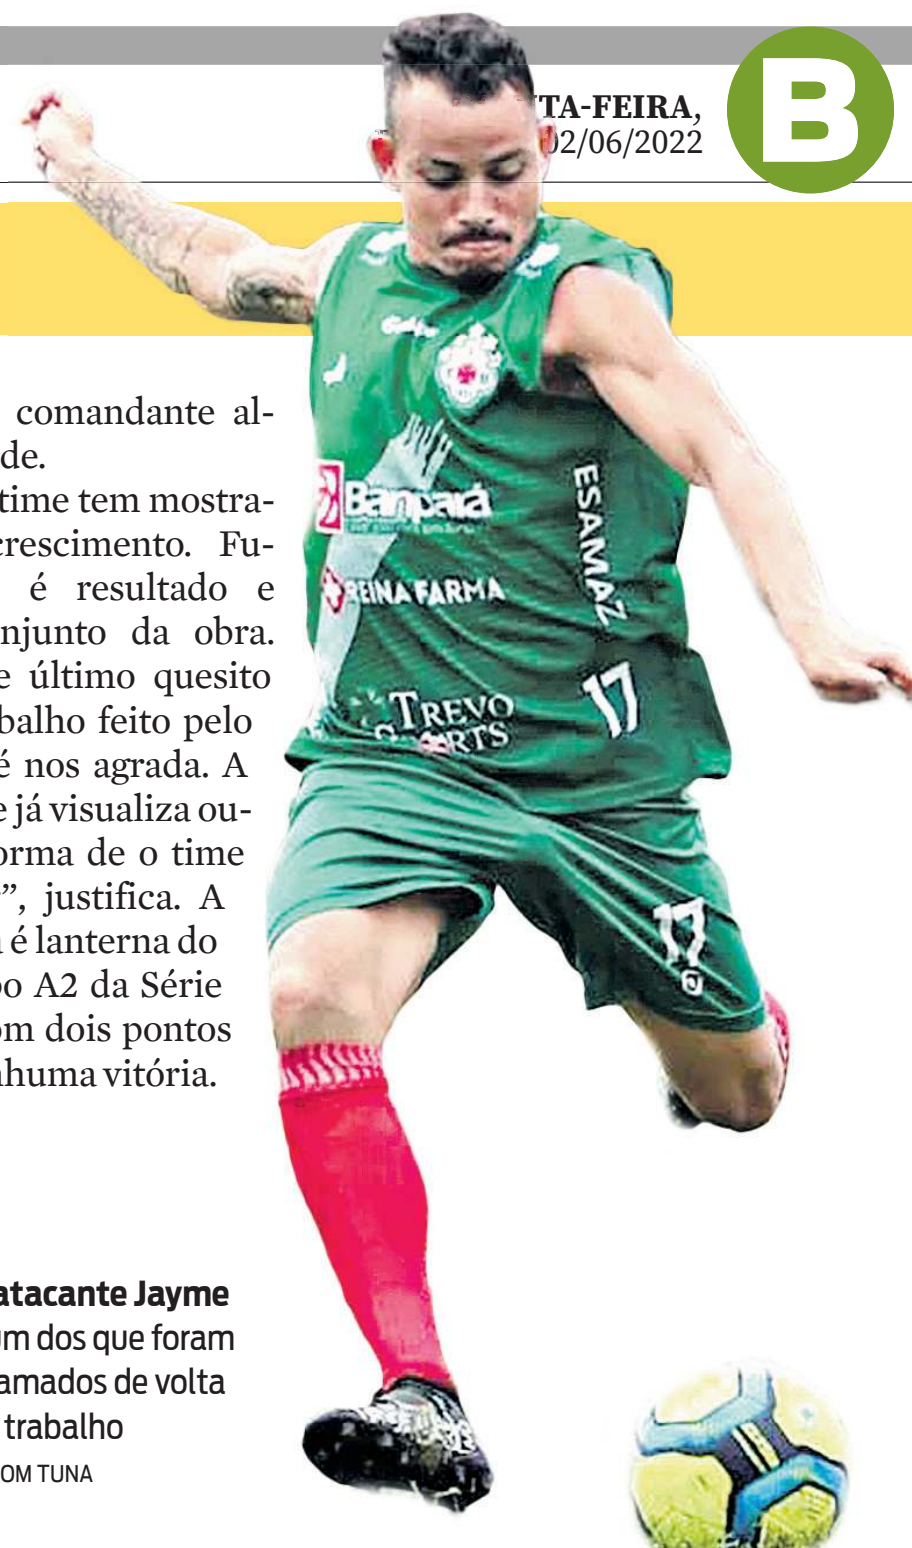 TA-FEIRA,
02/06/2022
B
comandante al-
de.
time tem mostra-
crescimento. Fu-
é resultado e
njunto da obra.
e último quesito
balho feito pelo
é nos agrada. A
e já visualiza ou-
orma de o time
”, justifica. A
é lanterna do
po A2 da Série
om dois pontos
nhuma vitória.
Banpará
REINA FARMA
ESAMAZ
17
TREVO
SPORTS
17
atacante Jayme
um dos que foram
amados de volta
trabalho
OM TUNA